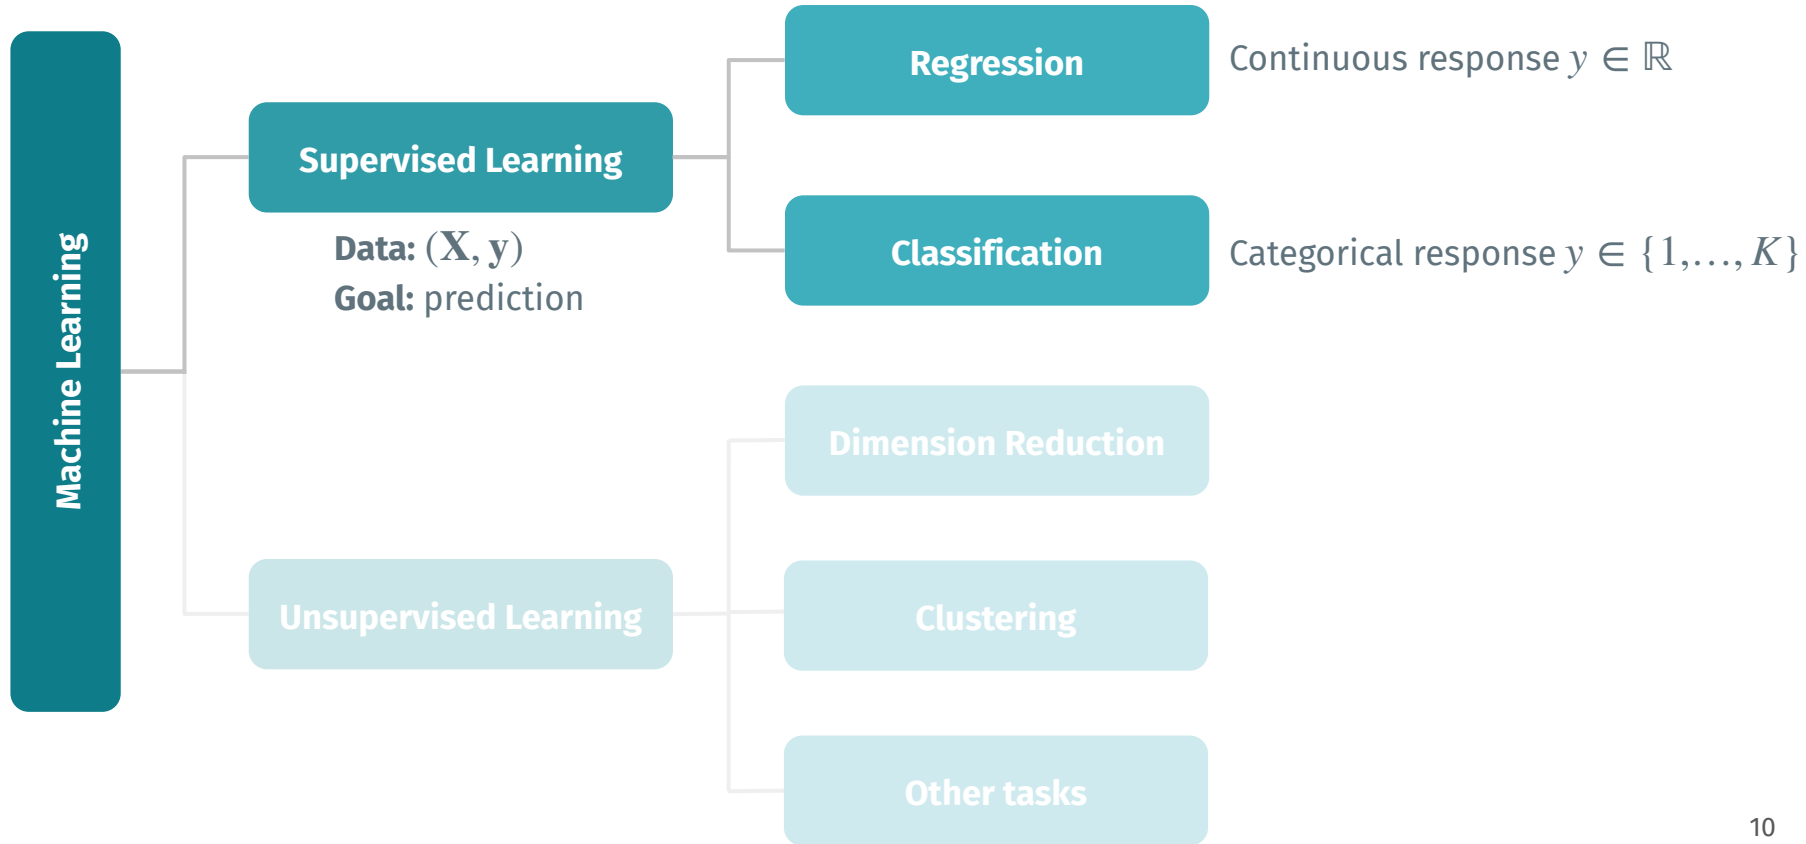 Machine Learning
Supervised Learning
Data: (X, y)
Goal: prediction
Regression
Continuous response y ∈ ℝ
Classification
Categorical response y ∈ {1,…, K}
Unsupervised Learning
Dimension Reduction
Clustering
Other tasks
10